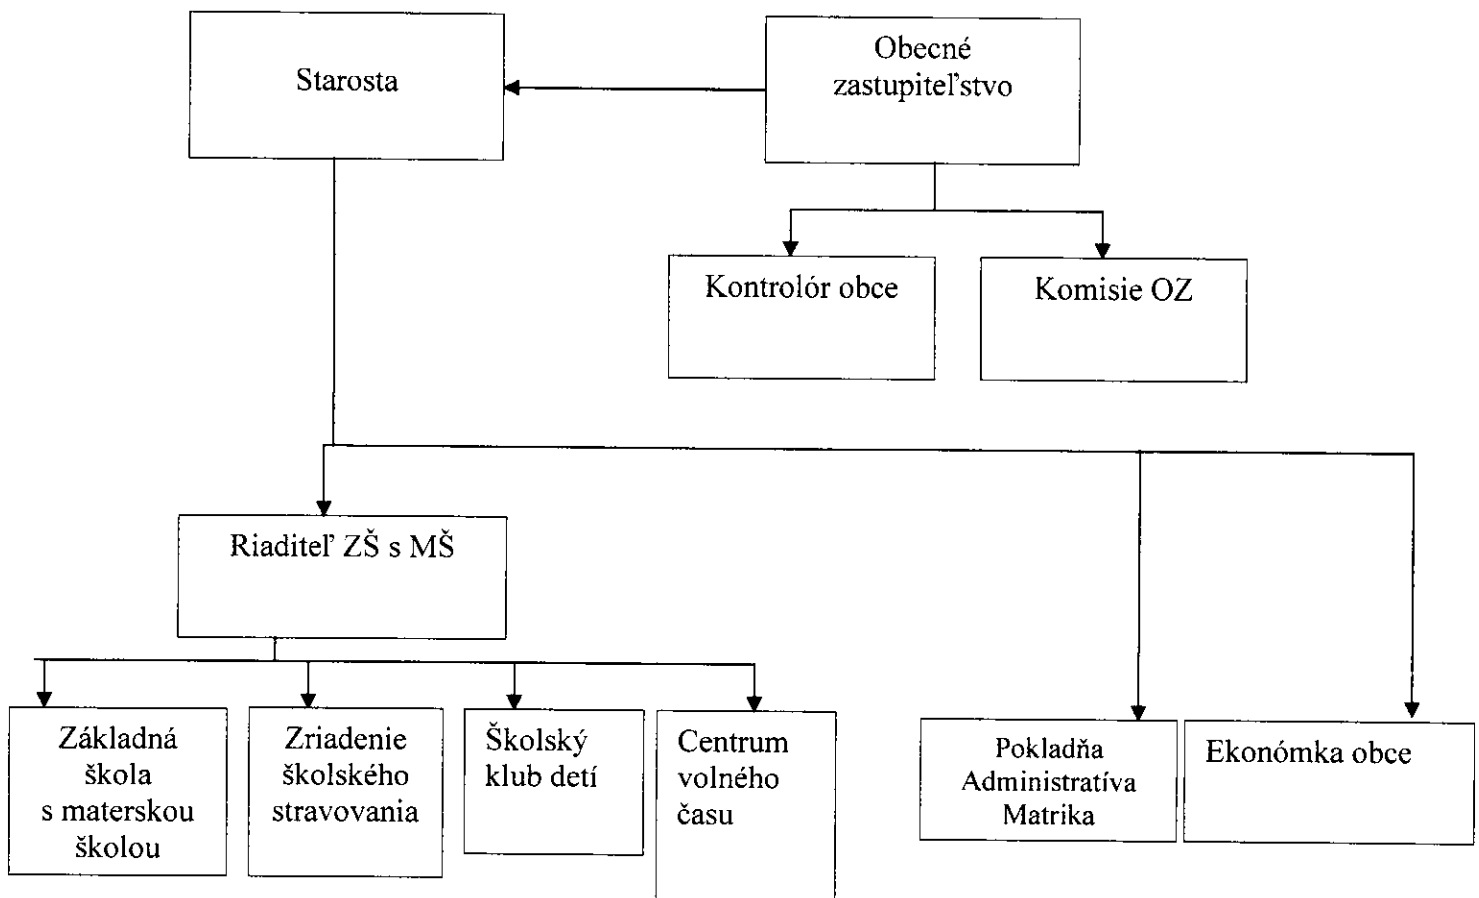 Starosta
Obecné
zastupiteľstvo
Kontrolór obce
Komisie OZ
Riaditeľ ZŠ s MŠ
Základná
škola
s materskou
školou
Zriadenie
školského
stravovania
Školský
klub detí
Centrum
volného
času
Pokladňa
Administratíva
Matrika
Ekonómka obce